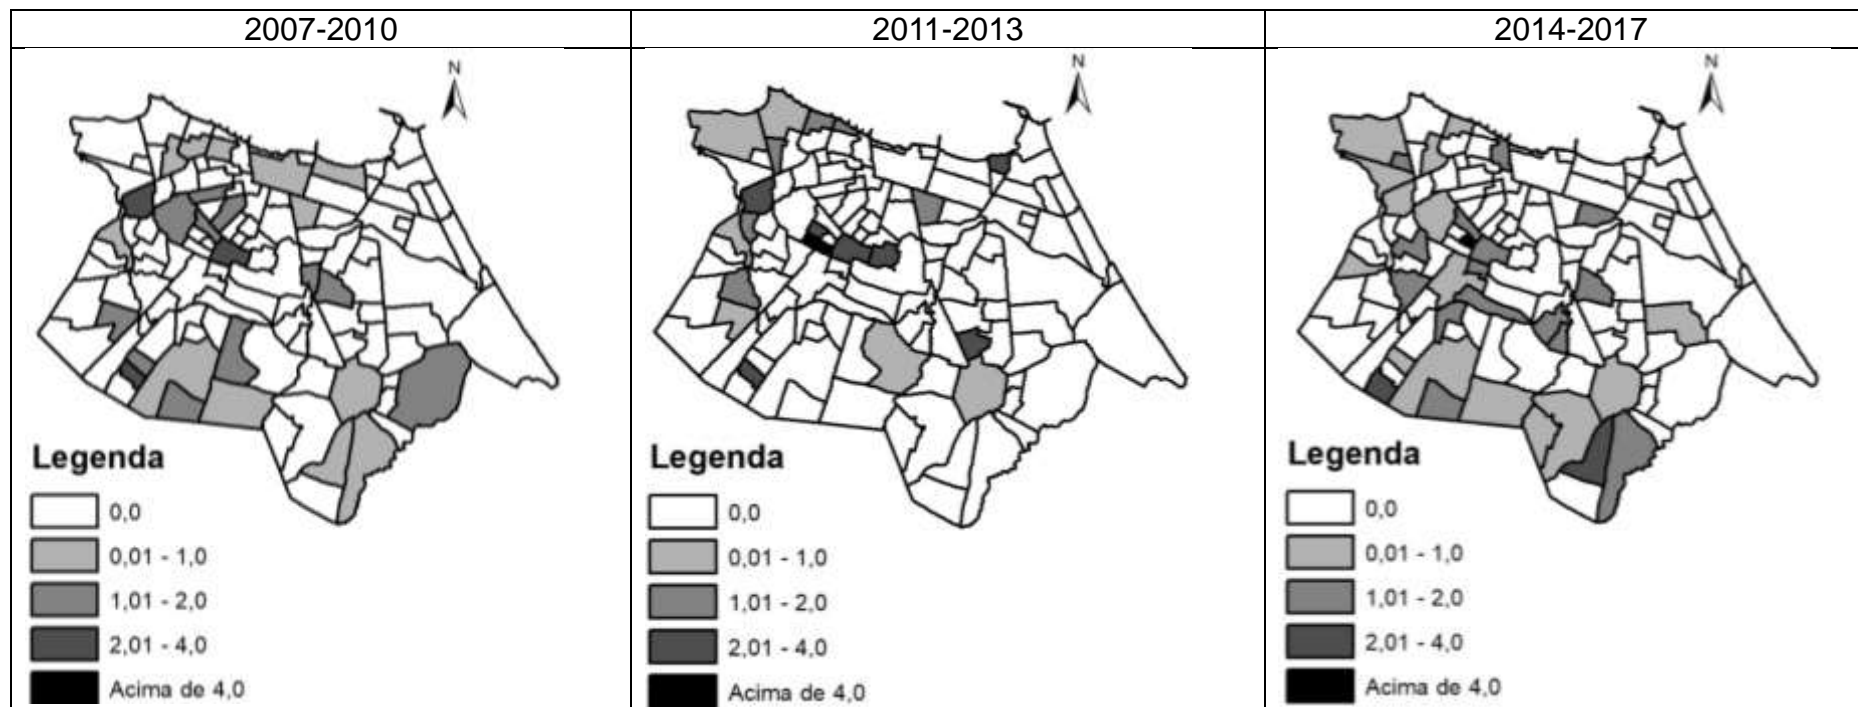 2007-2010
2011-2013
2014-2017
N
N
N
Legenda
0,0
0,01 - 1,0
1,01 - 2,0
2,01 - 4,0
Acima de 4,0
Legenda
0,0
0,01 - 1,0
1,01 - 2,0
2,01 - 4,0
Acima de 4,0
Legenda
0,0
0,01 - 1,0
1,01 - 2,0
2,01 - 4,0
Acima de 4,0